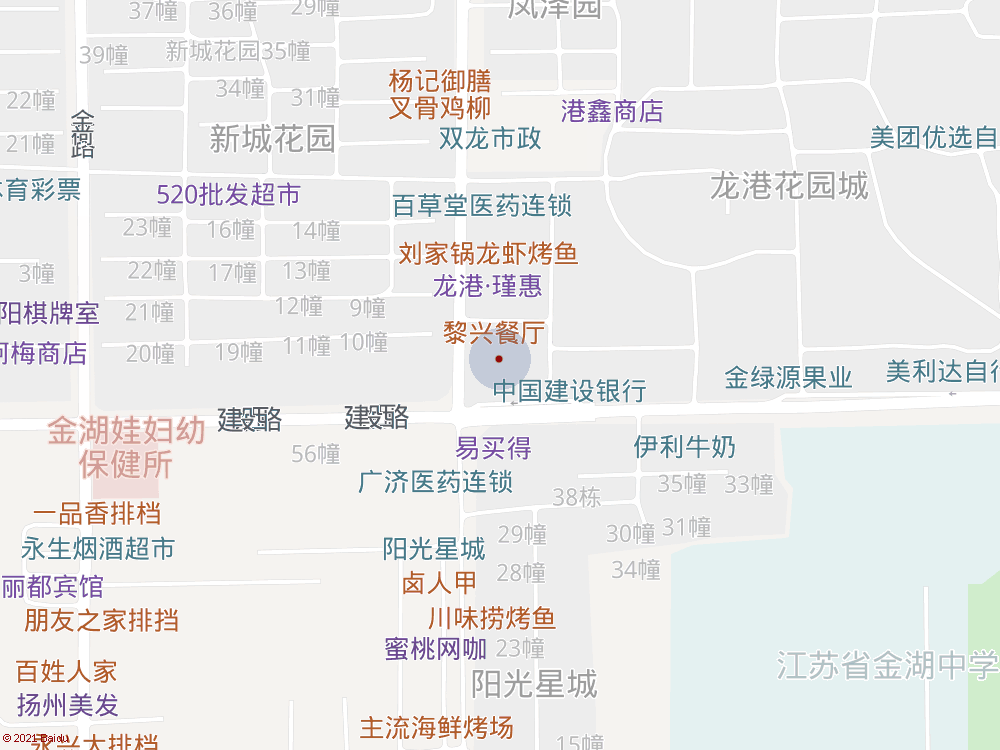 37幢
36幢
29幢
凤泽园
39幢
新城花园35幢
34幢
31幢
杨记御膳
叉骨鸡柳
港鑫商店
22幢
21幢
新城花园
双龙市政
美团优选自
体育彩票
520批发超市
百草堂医药连锁
龙港花园城
23幢
16幢
14幢
刘家锅龙虾烤鱼
3幢
22幢
17幢
13幢
龙港·瑾惠
阳棋牌室
21幢
12幢
9幢
黎兴餐厅
阿梅商店
20幢
19幢
11幢
10幢
中国建设银行
金绿源果业
美利达自行
建设路
建设路
金湖娃妇幼
保健所
56幢
易买得
伊利牛奶
广济医药连锁
38栋
35幢
33幢
一品香排档
29幢
30幢
31幢
永生烟酒超市
阳光星城
28幢
34幢
丽都宾馆
卤人甲
朋友之家排挡
川味捞烤鱼
蜜桃网咖
23幢
百姓人家
阳光星城
江苏省金湖中学
扬州美发
主流海鲜烤场
15幢
永兴大排档
© 2021 Baidu